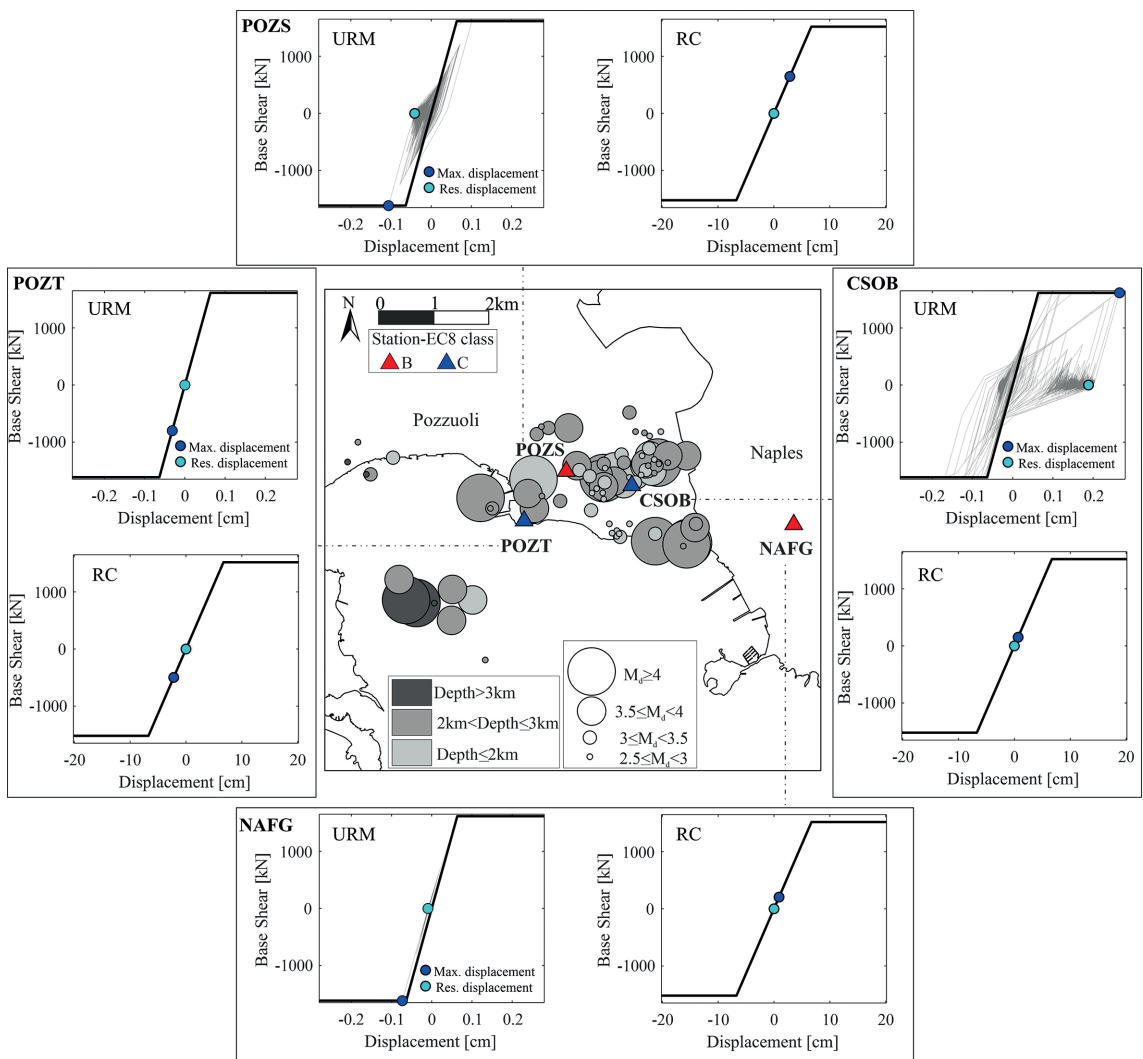 POZS
URM
Base Shear [kN]
1000
0
-1000
Max. displacement
Res. displacement
-0.2 -0.1 0 0.1 0.2
Displacement [cm]
RC
Base Shear [kN]
1000
0
-1000
-20 -10 0 10 20
Displacement [cm]
POZT
URM
Base Shear [kN]
1000
0
-1000
Max. displacement
Res. displacement
-0.2 -0.1 0 0.1 0.2
Displacement [cm]
RC
Base Shear [kN]
1000
0
-1000
-20 -10 0 10 20
Displacement [cm]
N
0 1 2km
Station-EC8 class
B C
Pozzuoli
Naples
POZS
CSOB
POZT
NAFG
Depth>3km
2km<Depth≤3km
Depth≤2km
Md≥4
3.5≤Md<4
3≤Md<3.5
2.5≤Md<3
CSOB
URM
Base Shear [kN]
1000
0
-1000
Max. displacement
Res. displacement
-0.2 -0.1 0 0.1 0.2
Displacement [cm]
RC
Base Shear [kN]
1000
0
-1000
-20 -10 0 10 20
Displacement [cm]
NAFG
URM
Base Shear [kN]
1000
0
-1000
Max. displacement
Res. displacement
-0.2 -0.1 0 0.1 0.2
Displacement [cm]
RC
Base Shear [kN]
1000
0
-1000
-20 -10 0 10 20
Displacement [cm]